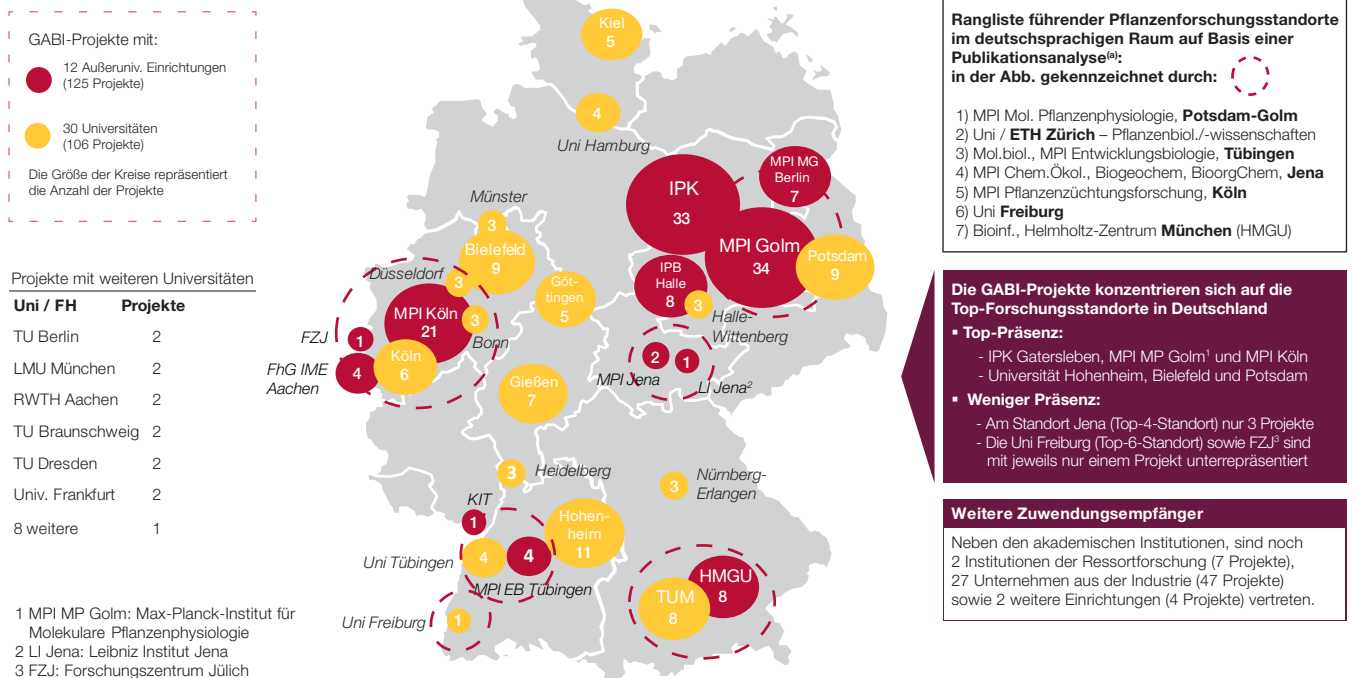 GABI-Projekte mit:
12 Außeruniv. Einrichtungen
(125 Projekte)
30 Universitäten
(106 Projekte)
Die Größe der Kreise repräsentiert
die Anzahl der Projekte
Projekte mit weiteren Universitäten
Uni / FH Projekte
TU Berlin 2
LMU München 2
RWTH Aachen 2
TU Braunschweig 2
TU Dresden 2
Univ. Frankfurt 2
8 weitere 1
1 MPI MP Golm: Max-Planck-Institut für
Molekulare Pflanzenphysiologie
2 LI Jena: Leibniz Institut Jena
3 FZJ: Forschungszentrum Jülich
Kiel
5
4
Uni Hamburg
MPI MG
Berlin
7
IPK
33
MPI Golm
34
Potsdam
9
Münster
3
Bielefeld
9
Düsseldorf
3
Göt-
tingen
5
IPB
Halle
8
3
Halle-
Wittenberg
MPI Köln
21
3
Bonn
FZJ
1
Köln
6
FhG IME
Aachen
4
2
MPI Jena
1
LI Jena²
Gießen
7
3
Heidelberg
3
Nürnberg-
Erlangen
KIT
1
Hohen-
heim
11
Uni Tübingen
4
4
MPI EB Tübingen
Uni Freiburg
1
HMGU
8
TUM
8
Rangliste führender Pflanzenforschungsstandorte
im deutschsprachigen Raum auf Basis einer
Publikationsanalyse(a):
in der Abb. gekennzeichnet durch:
1) MPI Mol. Pflanzenphysiologie, Potsdam-Golm
2) Uni / ETH Zürich – Pflanzenbiol./-wissenschaften
3) Mol.biol., MPI Entwicklungsbiologie, Tübingen
4) MPI Chem.Ökol., Biogeochem, BioorgChem, Jena
5) MPI Pflanzenzüchtungsforschung, Köln
6) Uni Freiburg
7) Bioinf., Helmholtz-Zentrum München (HMGU)
Die GABI-Projekte konzentrieren sich auf die
Top-Forschungsstandorte in Deutschland
▪ Top-Präsenz:
- IPK Gatersleben, MPI MP Golm¹ und MPI Köln
- Universität Hohenheim, Bielefeld und Potsdam
▪ Weniger Präsenz:
- Am Standort Jena (Top-4-Standort) nur 3 Projekte
- Die Uni Freiburg (Top-6-Standort) sowie FZJ³ sind
mit jeweils nur einem Projekt unterrepräsentiert
Weitere Zuwendungsempfänger
Neben den akademischen Institutionen, sind noch
2 Institutionen der Ressortforschung (7 Projekte),
27 Unternehmen aus der Industrie (47 Projekte)
sowie 2 weitere Einrichtungen (4 Projekte) vertreten.